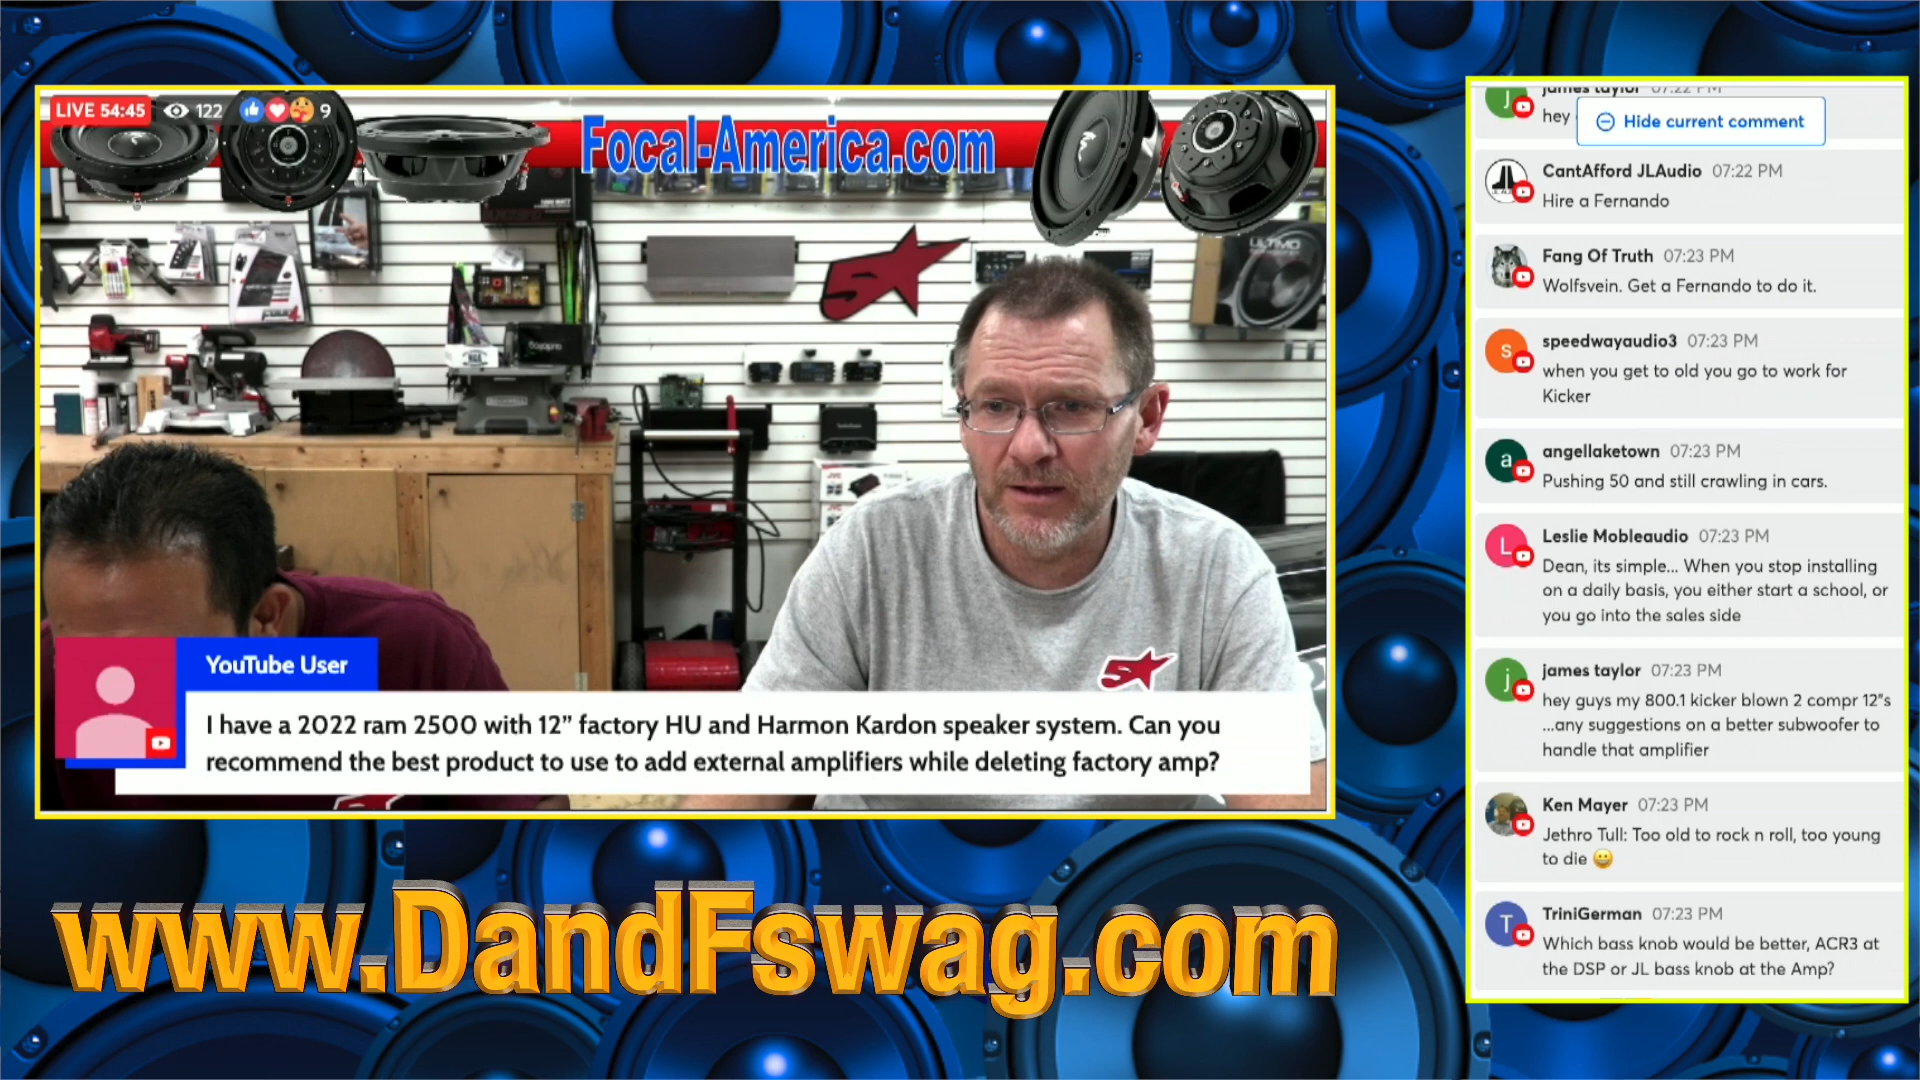 LIVE 54:45
122
9
Focal-America.com
ULTIMO
JVC
YouTube User
I have a 2022 ram 2500 with 12” factory HU and Harmon Kardon speaker system. Can you
recommend the best product to use to add external amplifiers while deleting factory amp?
www.DandFswag.com
james taylor 07:22 PM
hey
Hide current comment
CantAfford JLAudio 07:22 PM
Hire a Fernando
Fang Of Truth 07:23 PM
Wolfsvein. Get a Fernando to do it.
s
speedwayaudio3 07:23 PM
when you get to old you go to work for
Kicker
a
angellaketown 07:23 PM
Pushing 50 and still crawling in cars.
L
Leslie Mobleaudio 07:23 PM
Dean, its simple... When you stop installing
on a daily basis, you either start a school, or
you go into the sales side
j
james taylor 07:23 PM
hey guys my 800.1 kicker blown 2 compr 12"s
...any suggestions on a better subwoofer to
handle that amplifier
Ken Mayer 07:23 PM
Jethro Tull: Too old to rock n roll, too young
to die 😀
T
TriniGerman 07:23 PM
Which bass knob would be better, ACR3 at
the DSP or JL bass knob at the Amp?